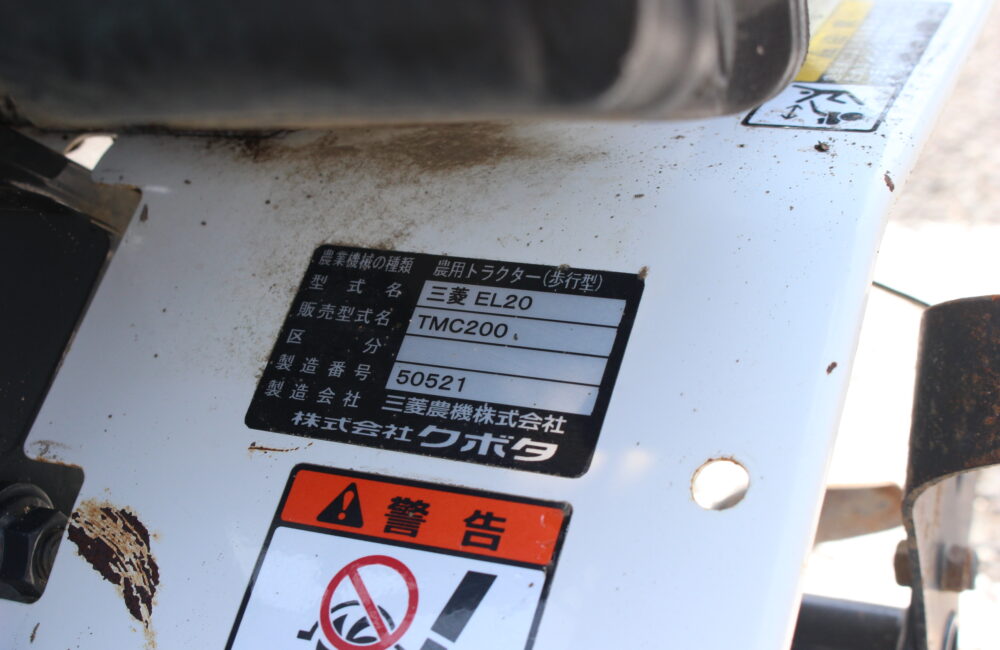 農業機械の種類 農用トラクター(歩行型)
型式名 三菱 EL20
販売型式名 TMC200
区分
製造番号 50521
製造会社 三菱農機株式会社
株式会社クボタ
警告